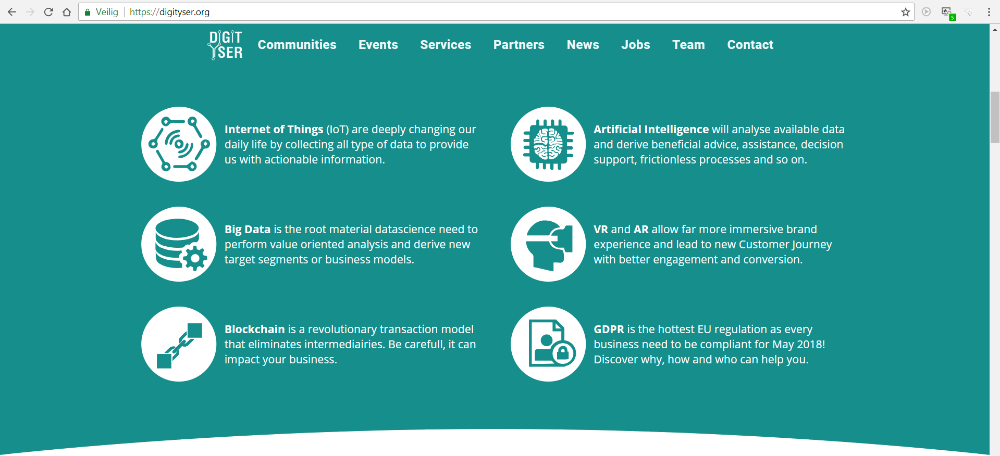 Veilig
https://digityser.org
5
DIGIT
YSER
Communities Events Services Partners News Jobs Team Contact
Internet of Things (IoT) are deeply changing our
daily life by collecting all type of data to provide
us with actionable information.
Artificial Intelligence will analyse available data
and derive beneficial advice, assistance, decision
support, frictionless processes and so on.
Big Data is the root material datascience need to
perform value oriented analysis and derive new
target segments or business models.
VR and AR allow far more immersive brand
experience and lead to new Customer Journey
with better engagement and conversion.
Blockchain is a revolutionary transaction model
that eliminates intermediairies. Be carefull, it can
impact your business.
GDPR is the hottest EU regulation as every
business need to be compliant for May 2018!
Discover why, how and who can help you.